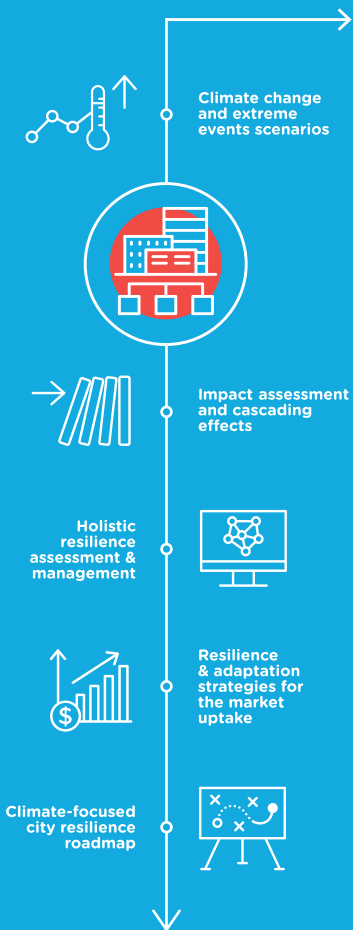 Climate change
and extreme
events scenarios
Impact assessment
and cascading
effects
Holistic
resilience
assessment &
management
Resilience
& adaptation
strategies for
the market
uptake
$
Climate-focused
city resilience
roadmap